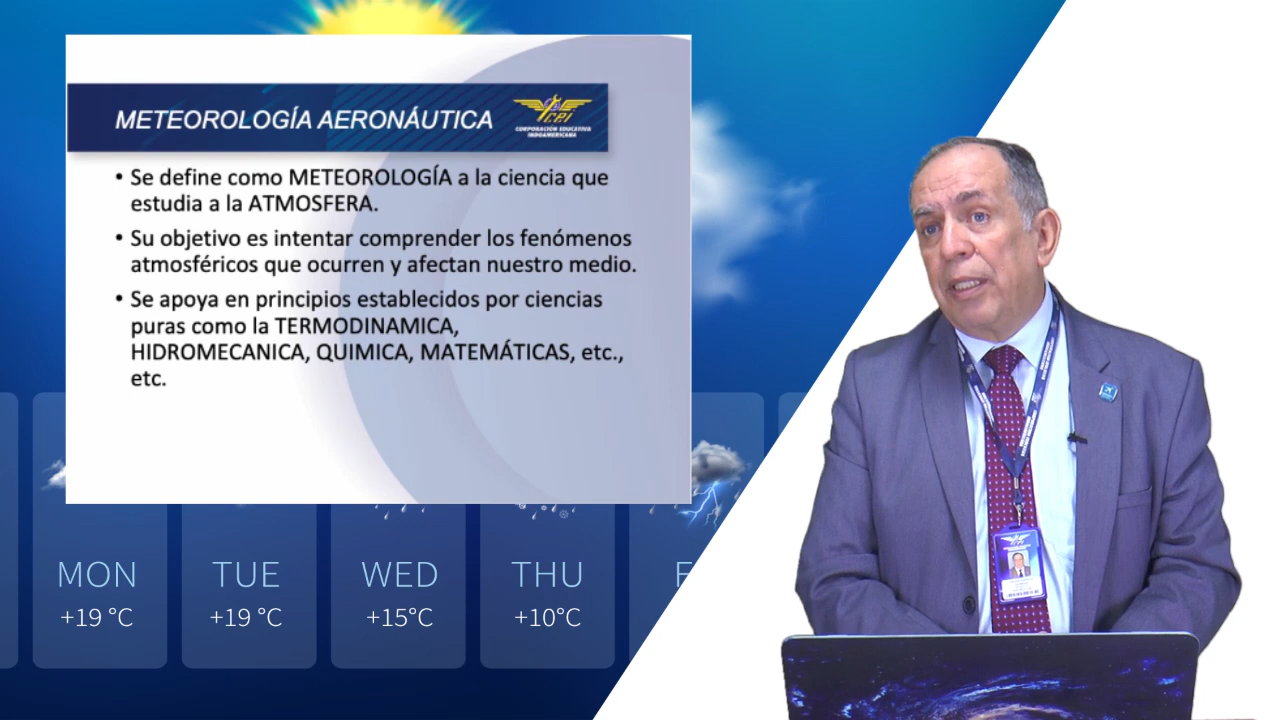 METEOROLOGÍA AERONÁUTICA
CORPORACIÓN EDUCATIVA
INDOAMERICANA
• Se define como METEOROLOGÍA a la ciencia que
estudia a la ATMOSFERA.
• Su objetivo es intentar comprender los fenómenos
atmosféricos que ocurren y afectan nuestro medio.
• Se apoya en principios establecidos por ciencias
puras como la TERMODINAMICA,
HIDROMECANICA, QUIMICA, MATEMÁTICAS, etc.,
etc.
MON TUE WED THU F
+19 °C +19 °C +15°C +10°C